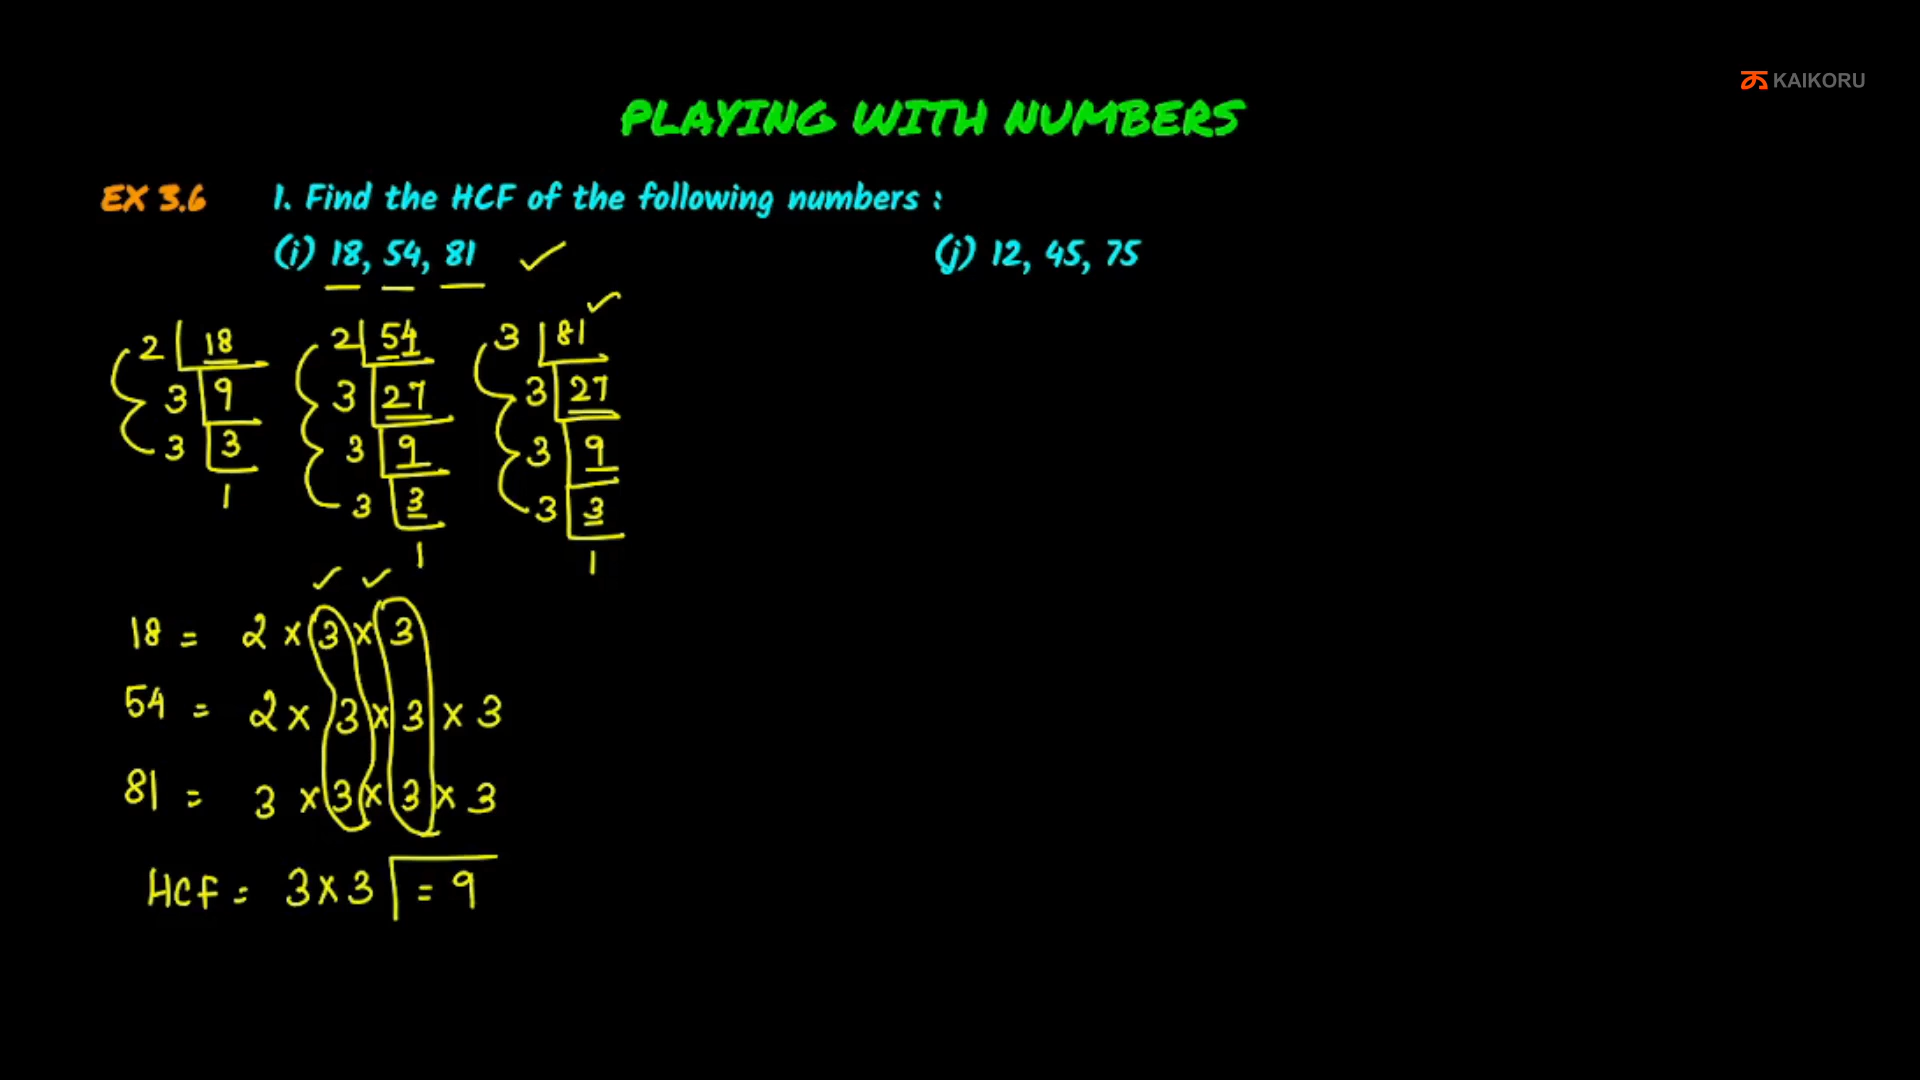 KAIKORU
PLAYING WITH NUMBERS
EX 3.6 1. Find the HCF of the following numbers :
(i) 18, 54, 81 (j) 12, 45, 75
2 18 2 54 3 81
3 9 3 27 3 27
3 3 3 9 3 9
1 3 3 3 3
1 1
18 = 2 × 3 × 3
54 = 2 × 3 × 3 × 3
81 = 3 × 3 × 3 × 3
HCF = 3 × 3 = 9